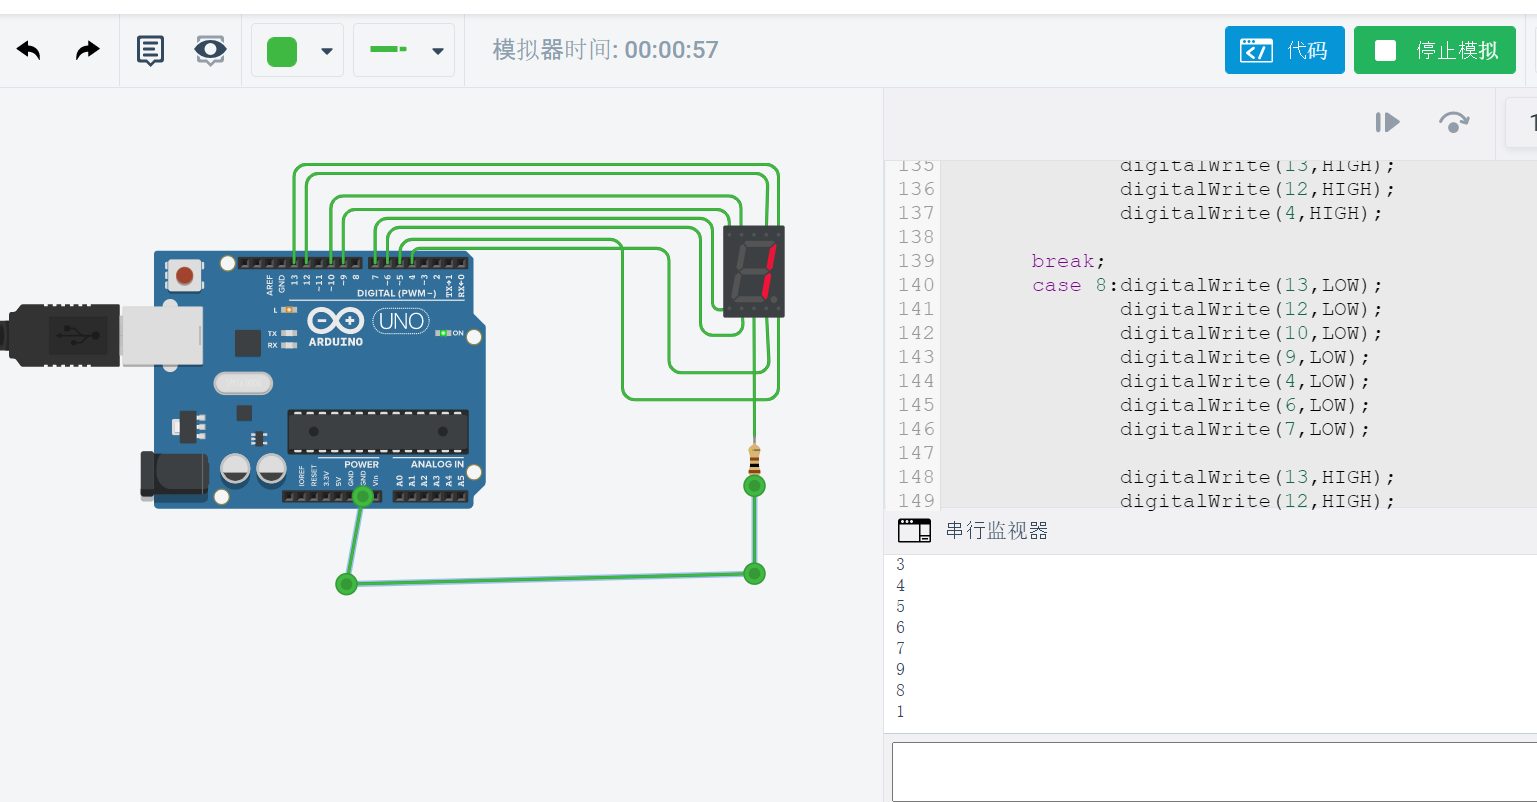 模拟器时间: 00:00:57
代码
停止模拟
1
135 digitalWrite(13,HIGH);
136 digitalWrite(12,HIGH);
137 digitalWrite(4,HIGH);
138
139 break;
140 case 8:digitalWrite(13,LOW);
141 digitalWrite(12,LOW);
142 digitalWrite(10,LOW);
143 digitalWrite(9,LOW);
144 digitalWrite(4,LOW);
145 digitalWrite(6,LOW);
146 digitalWrite(7,LOW);
147
148 digitalWrite(13,HIGH);
149 digitalWrite(12,HIGH);
串行监视器
3
4
5
6
7
9
8
1
AREF
GND
13
12
~11
~10
~9
8
7
~6
~5
4
~3
2
TX→1
RX←0
DIGITAL (PWM~)
L
TX
RX
ARDUINO
UNO
ON
IOREF
RESET
3.3V
5V
GND
GND
Vin
POWER
ANALOG IN
A0
A1
A2
A3
A4
A5